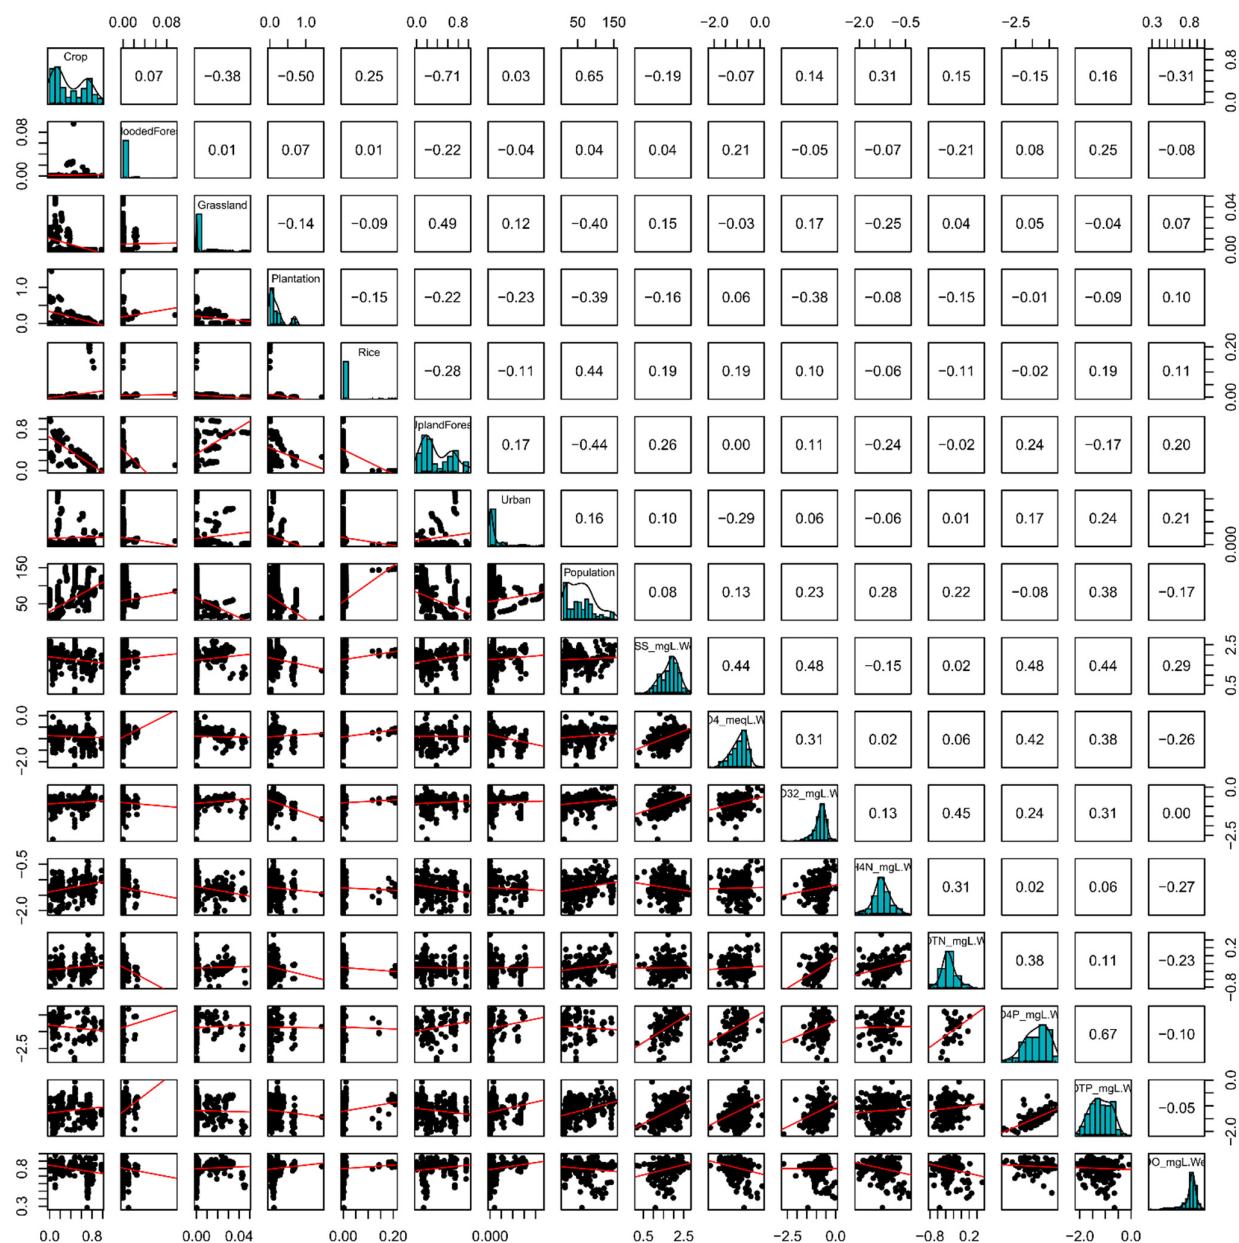 0.00 0.08 0.0 1.0 0.0 0.8 50 150 −2.0 0.0 −2.0 −0.5 −2.5 0.3 0.8
Crop 0.07 −0.38 −0.50 0.25 −0.71 0.03 0.65 −0.19 −0.07 0.14 0.31 0.15 −0.15 0.16 −0.31 0.0 0.8
0.00 0.08 loodedFores 0.01 0.07 0.01 −0.22 −0.04 0.04 0.04 0.21 −0.05 −0.07 −0.21 0.08 0.25 −0.08
Grassland −0.14 −0.09 0.49 0.12 −0.40 0.15 −0.03 0.17 −0.25 0.04 0.05 −0.04 0.07 0.00 0.04
0.0 1.0 Plantation −0.15 −0.22 −0.23 −0.39 −0.16 0.06 −0.38 −0.08 −0.15 −0.01 −0.09 0.10
Rice −0.28 −0.11 0.44 0.19 0.19 0.10 −0.06 −0.11 −0.02 0.19 0.11 0.00 0.20
0.0 0.8 JplandFores 0.17 −0.44 0.26 0.00 0.11 −0.24 −0.02 0.24 −0.17 0.20
Urban 0.16 0.10 −0.29 0.06 −0.06 0.01 0.17 0.24 0.21 0.000
50 150 Population 0.08 0.13 0.23 0.28 0.22 −0.08 0.38 −0.17
SS_mgL.We 0.44 0.48 −0.15 0.02 0.48 0.44 0.29 0.5 2.5
−2.0 0.0 O4_meqL.W 0.31 0.02 0.06 0.42 0.38 −0.26
O32_mgL.W 0.13 0.45 0.24 0.31 0.00 −2.5 0.0
−2.0 −0.5 H4N_mgL.W 0.31 0.02 0.06 −0.27
OTN_mgL.W 0.38 0.11 −0.23 −0.8 0.2
−2.5 O4P_mgL.W 0.67 −0.10
OTP_mgL.W −0.05 −2.0 0.0
0.3 0.8 OO_mgL.We
0.0 0.4 0.8 0.00 0.04 0.00 0.20 0.000 0.5 2.5 −2.5 0.0 −0.8 0.2 −2.0 0.0